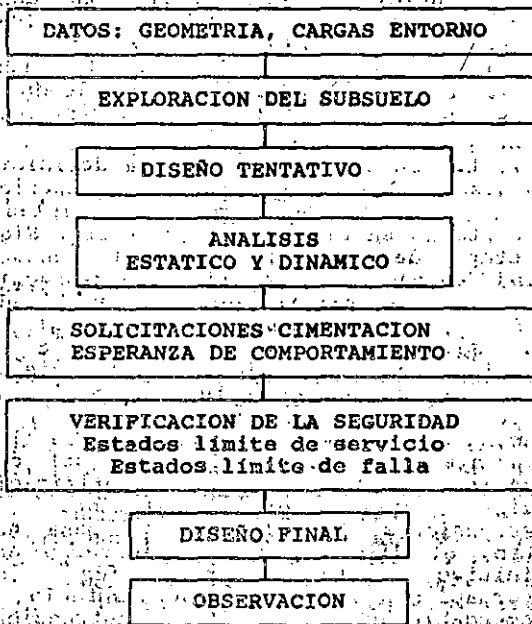 DATOS: GEOMETRIA, CARGAS ENTORNO
EXPLORACION DEL SUBSUELO
DISEÑO TENTATIVO
ANALISIS
ESTATICO Y DINAMICO
SOLICITACIONES CIMENTACION
ESPERANZA DE COMPORTAMIENTO
VERIFICACION DE LA SEGURIDAD
Estados límite de servicio
Estados límite de falla
DISEÑO FINAL
OBSERVACION